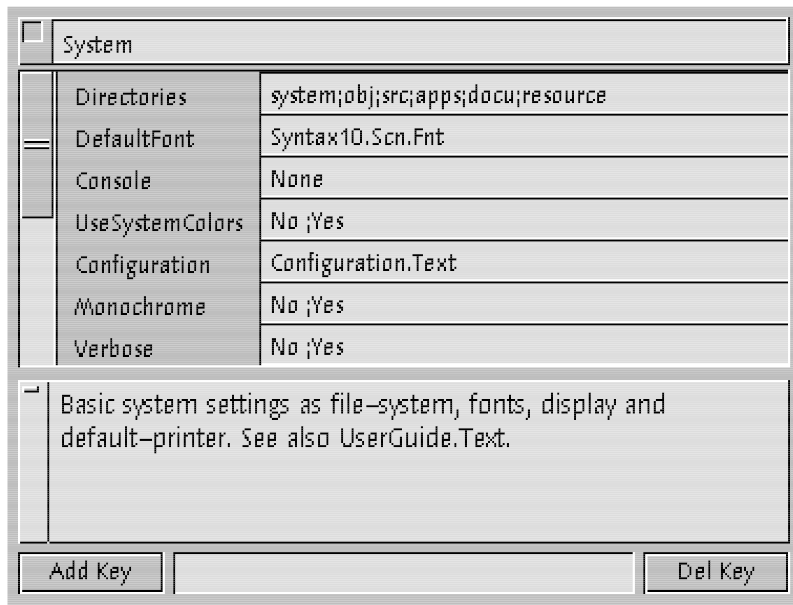 System
Directories system;obj;src;apps;docu;resource
DefaultFont Syntax10.Scn.Fnt
Console None
UseSystemColors No ;Yes
Configuration Configuration.Text
Monochrome No ;Yes
Verbose No ;Yes
Basic system settings as file–system, fonts, display and
default–printer. See also UserGuide.Text.
Add Key Del Key